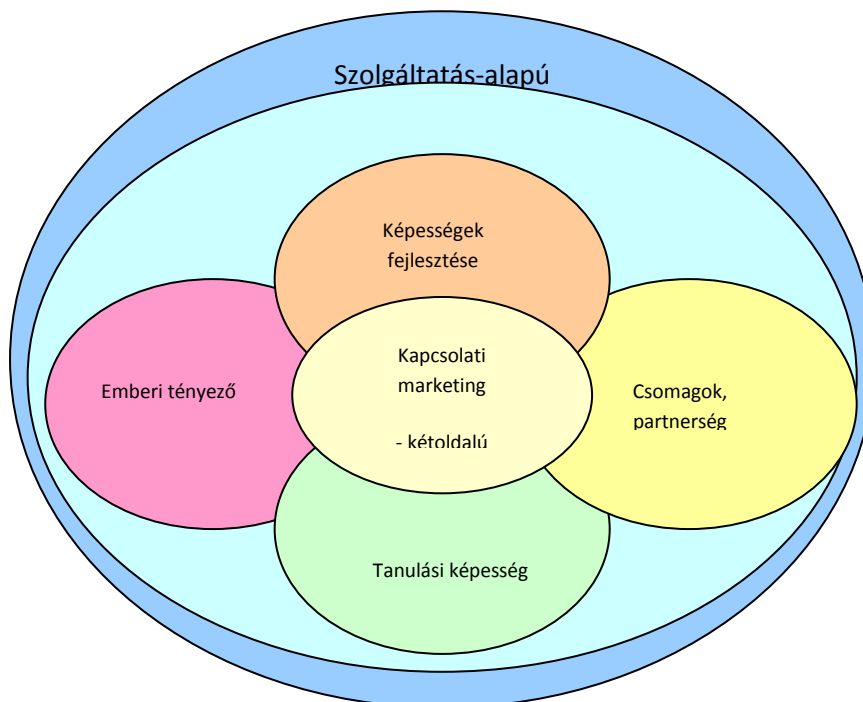 Szolgáltatás-alapú
Képességek
fejlesztése
Emberi tényező
Kapcsolati
marketing
- kétoldalú
Csomagok,
partnerség
Tanulási képesség